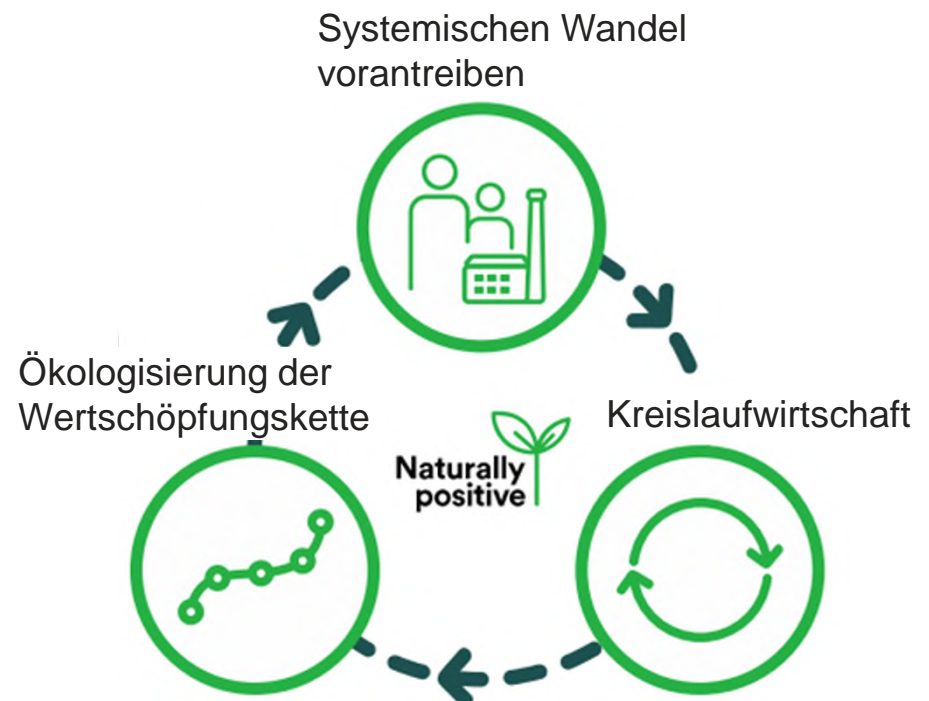 Systemischen Wandel
vorantreiben
Ökologisierung der
Wertschöpfungskette
Kreislaufwirtschaft
Naturally
positive